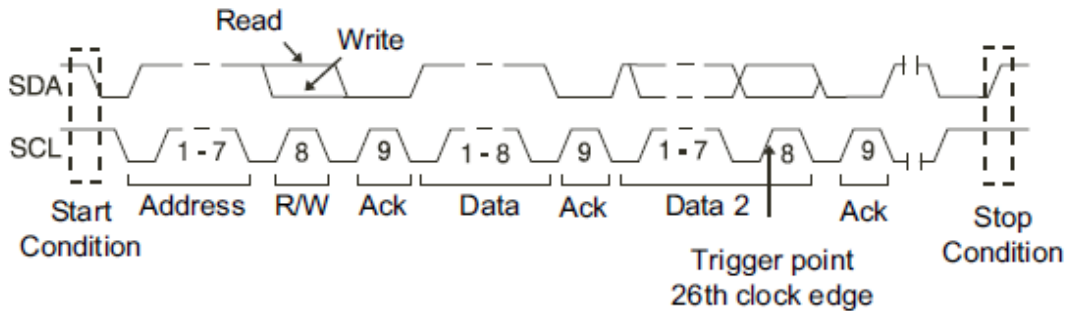 Read
Write
SDA
SCL
1 - 7
8
9
1 - 8
9
1 - 7
8
9
Address
R/W
Ack
Data
Ack
Data 2
Ack
Start
Condition
Stop
Condition
Trigger point
26th clock edge